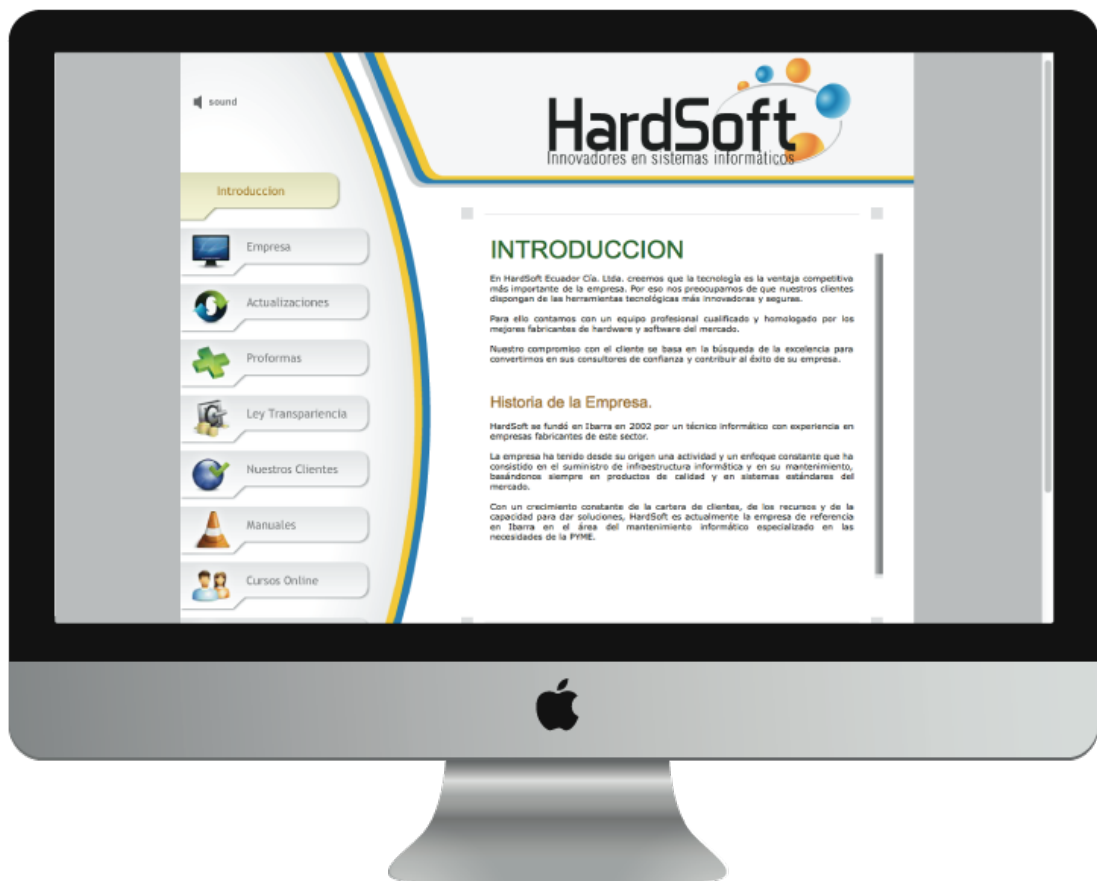 sound
HardSoft
Innovadores en sistemas informáticos
Introduccion
Empresa
Actualizaciones
Proformas
Ley Transpariencia
Nuestros Clientes
Manuales
Cursos Online
INTRODUCCION
En HardSoft Ecuador Cía. Ltda. creemos que la tecnología es la ventaja competitiva
más importante de la empresa. Por eso nos preocupamos de que nuestros clientes
dispongan de las herramientas tecnológicas más innovadoras y seguras.
Para ello contamos con un equipo profesional cualificado y homologado por los
mejores fabricantes de hardware y software del mercado.
Nuestro compromiso con el cliente se basa en la búsqueda de la excelencia para
convertirnos en sus consultores de confianza y contribuir al éxito de su empresa.
Historia de la Empresa.
HardSoft se fundó en Ibarra en 2002 por un técnico informático con experiencia en
empresas fabricantes de este sector.
La empresa ha tenido desde su origen una actividad y un enfoque constante que ha
consistido en el suministro de infraestructura informática y en su mantenimiento,
basándonos siempre en productos de calidad y en sistemas estándares del
mercado.
Con un crecimiento constante de la cartera de clientes, de los recursos y de la
capacidad para dar soluciones, HardSoft es actualmente la empresa de referencia
en Ibarra en el área del mantenimiento informático especializado en las
necesidades de la PYME.